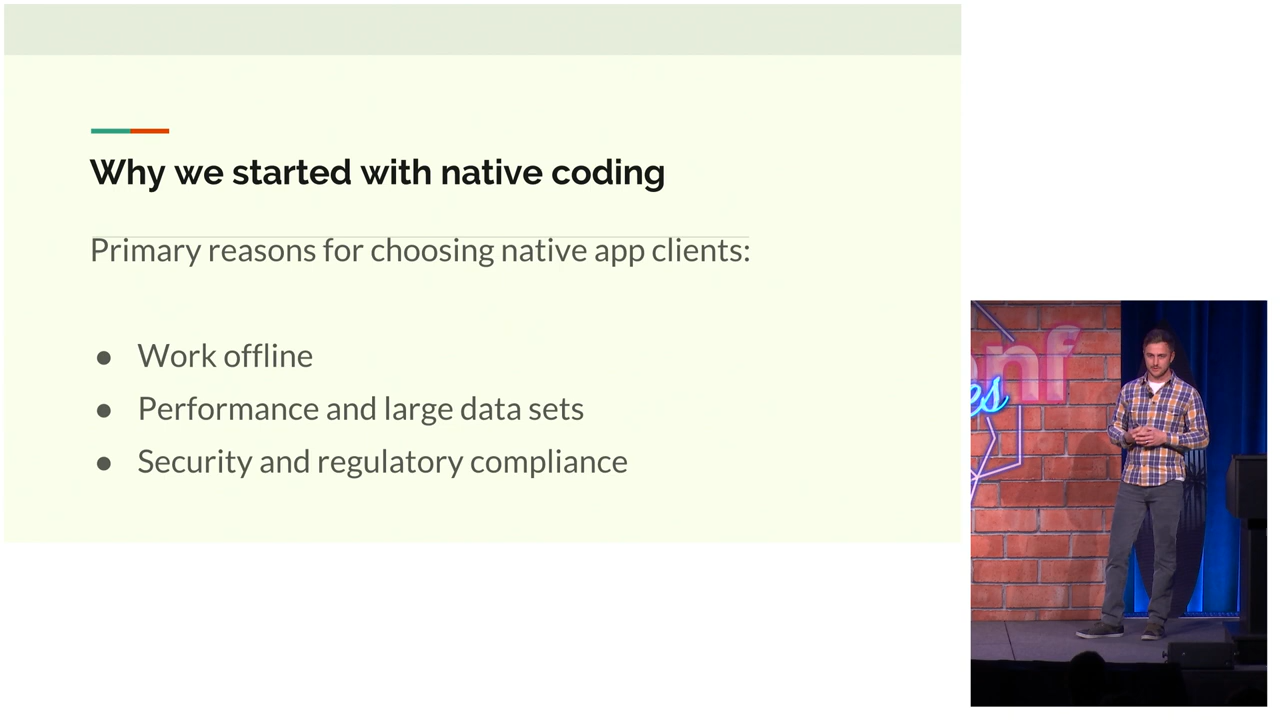 Why we started with native coding
Primary reasons for choosing native app clients:
● Work offline
● Performance and large data sets
● Security and regulatory compliance